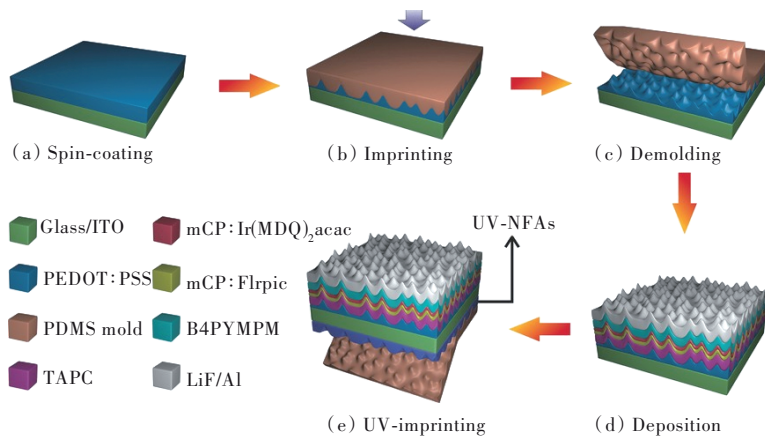 (a) Spin-coating
(b) Imprinting
(c) Demolding
Glass/ITO
mCP:Ir(MDQ)₂acac
UV-NFAs
PEDOT:PSS
mCP:Flrpic
PDMS mold
B4PYMPM
TAPC
LiF/Al
(e) UV-imprinting
(d) Deposition